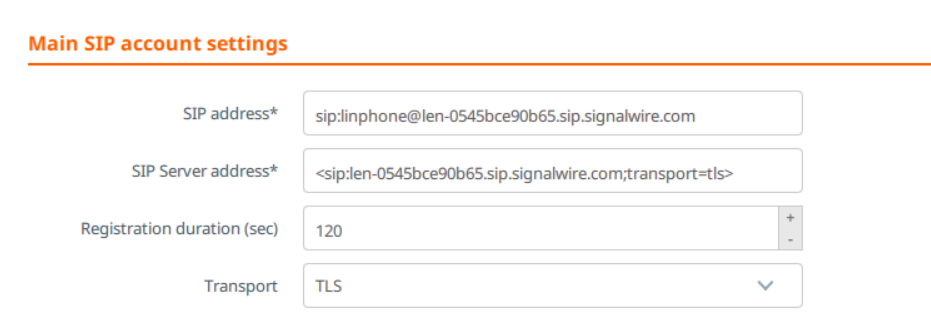 Main SIP account settings
SIP address* sip:linphone@len-0545bce90b65.sip.signalwire.com
SIP Server address* <sip:len-0545bce90b65.sip.signalwire.com;transport=tls>
Registration duration (sec) 120 + -
Transport TLS